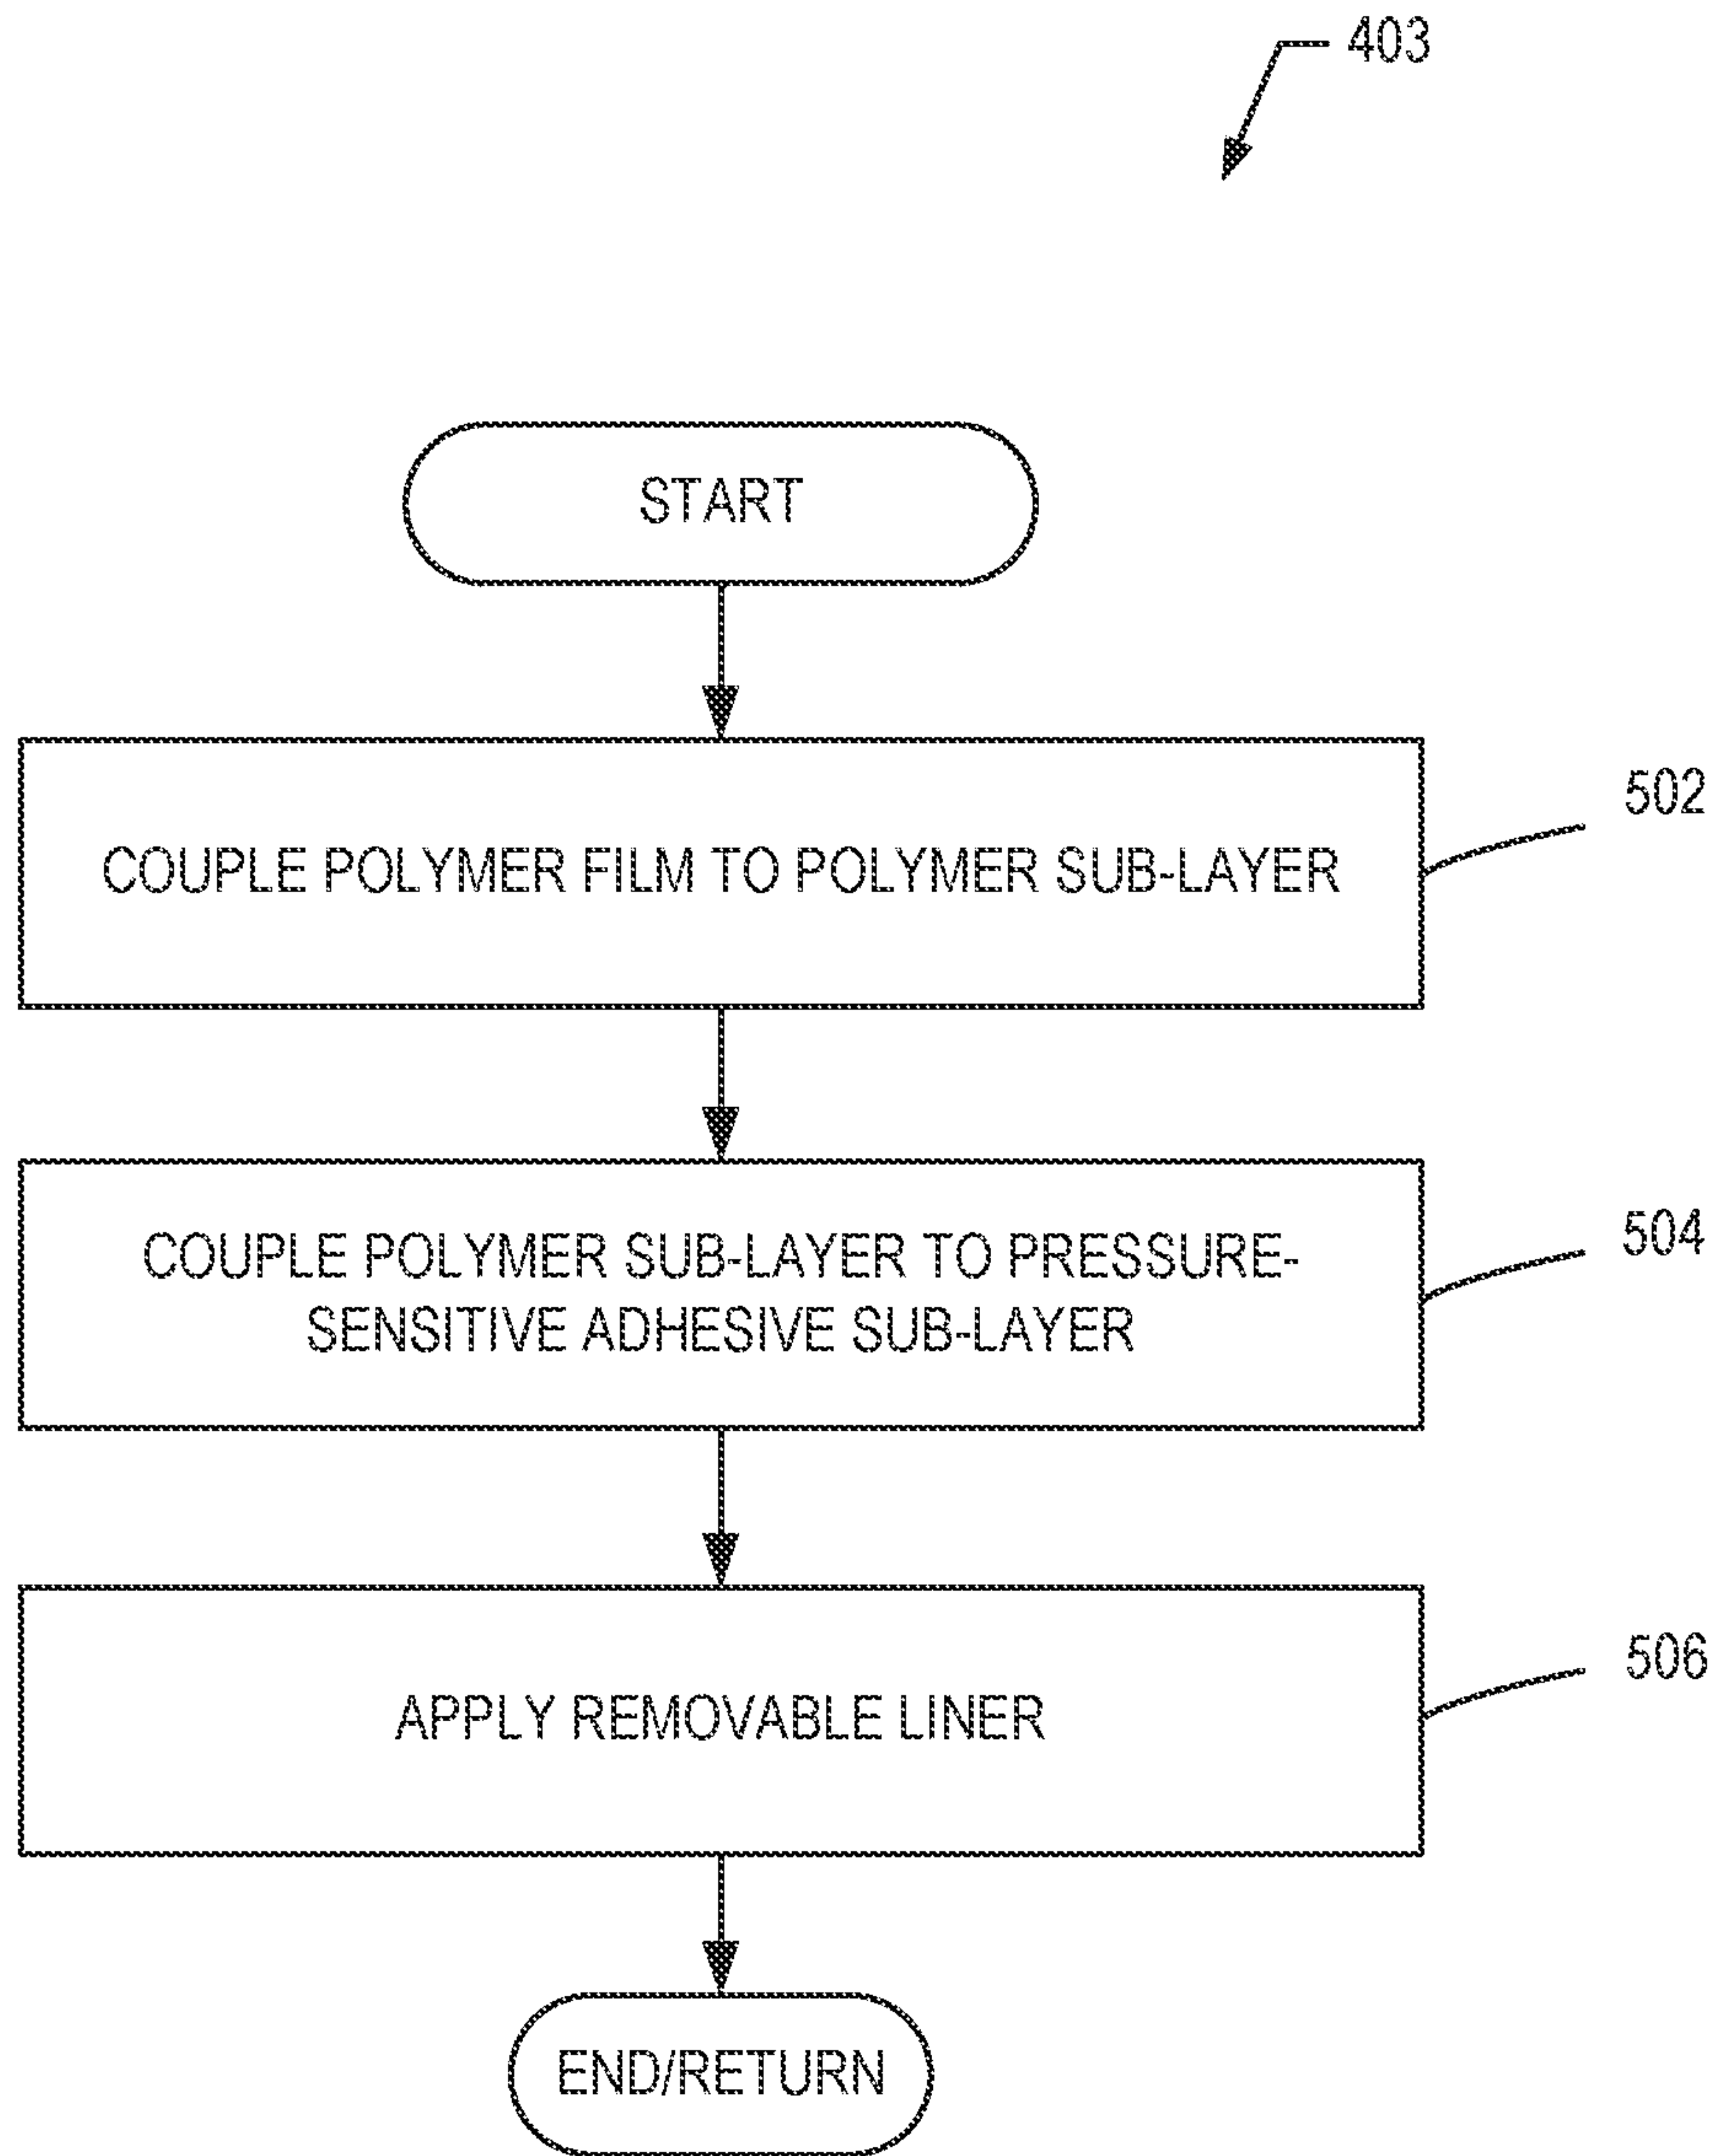 403
START
COUPLE POLYMER FILM TO POLYMER SUB-LAYER
502
COUPLE POLYMER SUB-LAYER TO PRESSURE-
SENSITIVE ADHESIVE SUB-LAYER
504
APPLY REMOVABLE LINER
506
END/RETURN